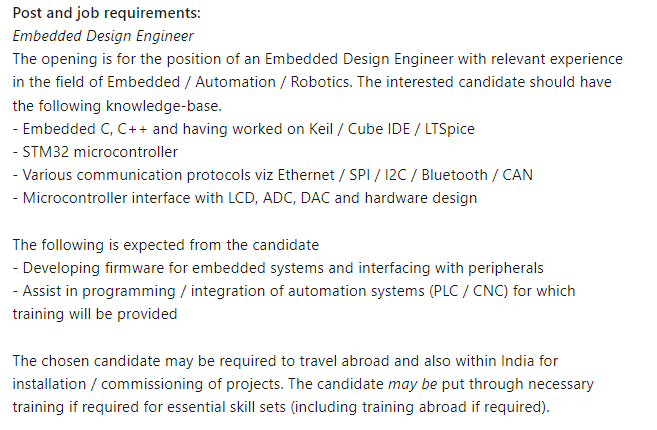 Post and job requirements:
Embedded Design Engineer
The opening is for the position of an Embedded Design Engineer with relevant experience
in the field of Embedded / Automation / Robotics. The interested candidate should have
the following knowledge-base.
- Embedded C, C++ and having worked on Keil / Cube IDE / LTSpice
- STM32 microcontroller
- Various communication protocols viz Ethernet / SPI / I2C / Bluetooth / CAN
- Microcontroller interface with LCD, ADC, DAC and hardware design
The following is expected from the candidate
- Developing firmware for embedded systems and interfacing with peripherals
- Assist in programming / integration of automation systems (PLC / CNC) for which
training will be provided
The chosen candidate may be required to travel abroad and also within India for
installation / commissioning of projects. The candidate may be put through necessary
training if required for essential skill sets (including training abroad if required).